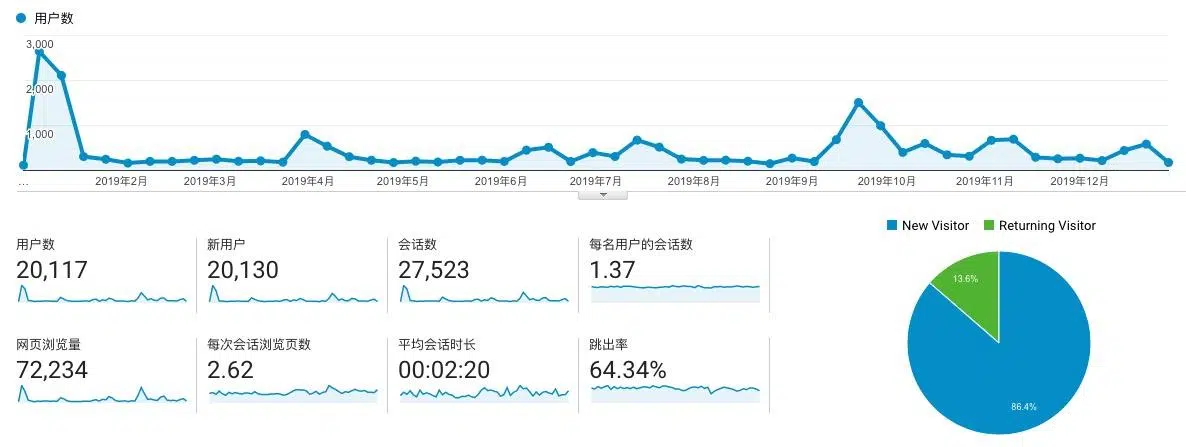 用户数
3,000
2,000
1,000
...
2019年2月
2019年3月
2019年4月
2019年5月
2019年6月
2019年7月
2019年8月
2019年9月
2019年10月
2019年11月
2019年12月
New Visitor
Returning Visitor
用户数
20,117
新用户
20,130
会话数
27,523
每名用户的会话数
1.37
网页浏览量
72,234
每次会话浏览页数
2.62
平均会话时长
00:02:20
跳出率
64.34%
13.6%
86.4%